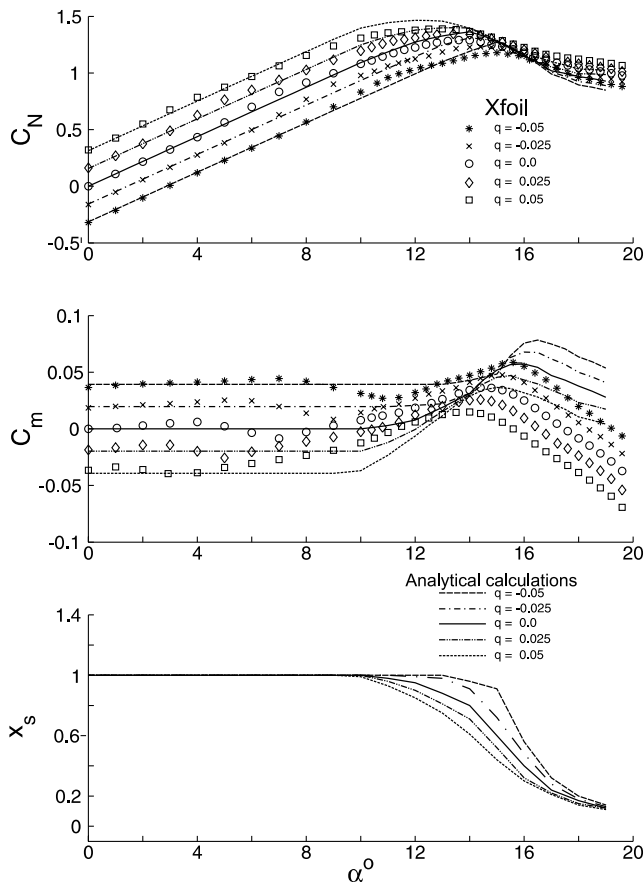 1.5
1.0
0.5
0
-0.5
C_N
0 4 8 12 16 20
Xfoil
q = -0.05
q = -0.025
q = 0.0
q = 0.025
q = 0.05
0.1
0.05
0
-0.05
-0.1
C_m
0 4 8 12 16 20
Analytical calculations
q = -0.05
q = -0.025
q = 0.0
q = 0.025
q = 0.05
1.4
1
0.2
0
x_s
0 4 8 12 16 20
α°